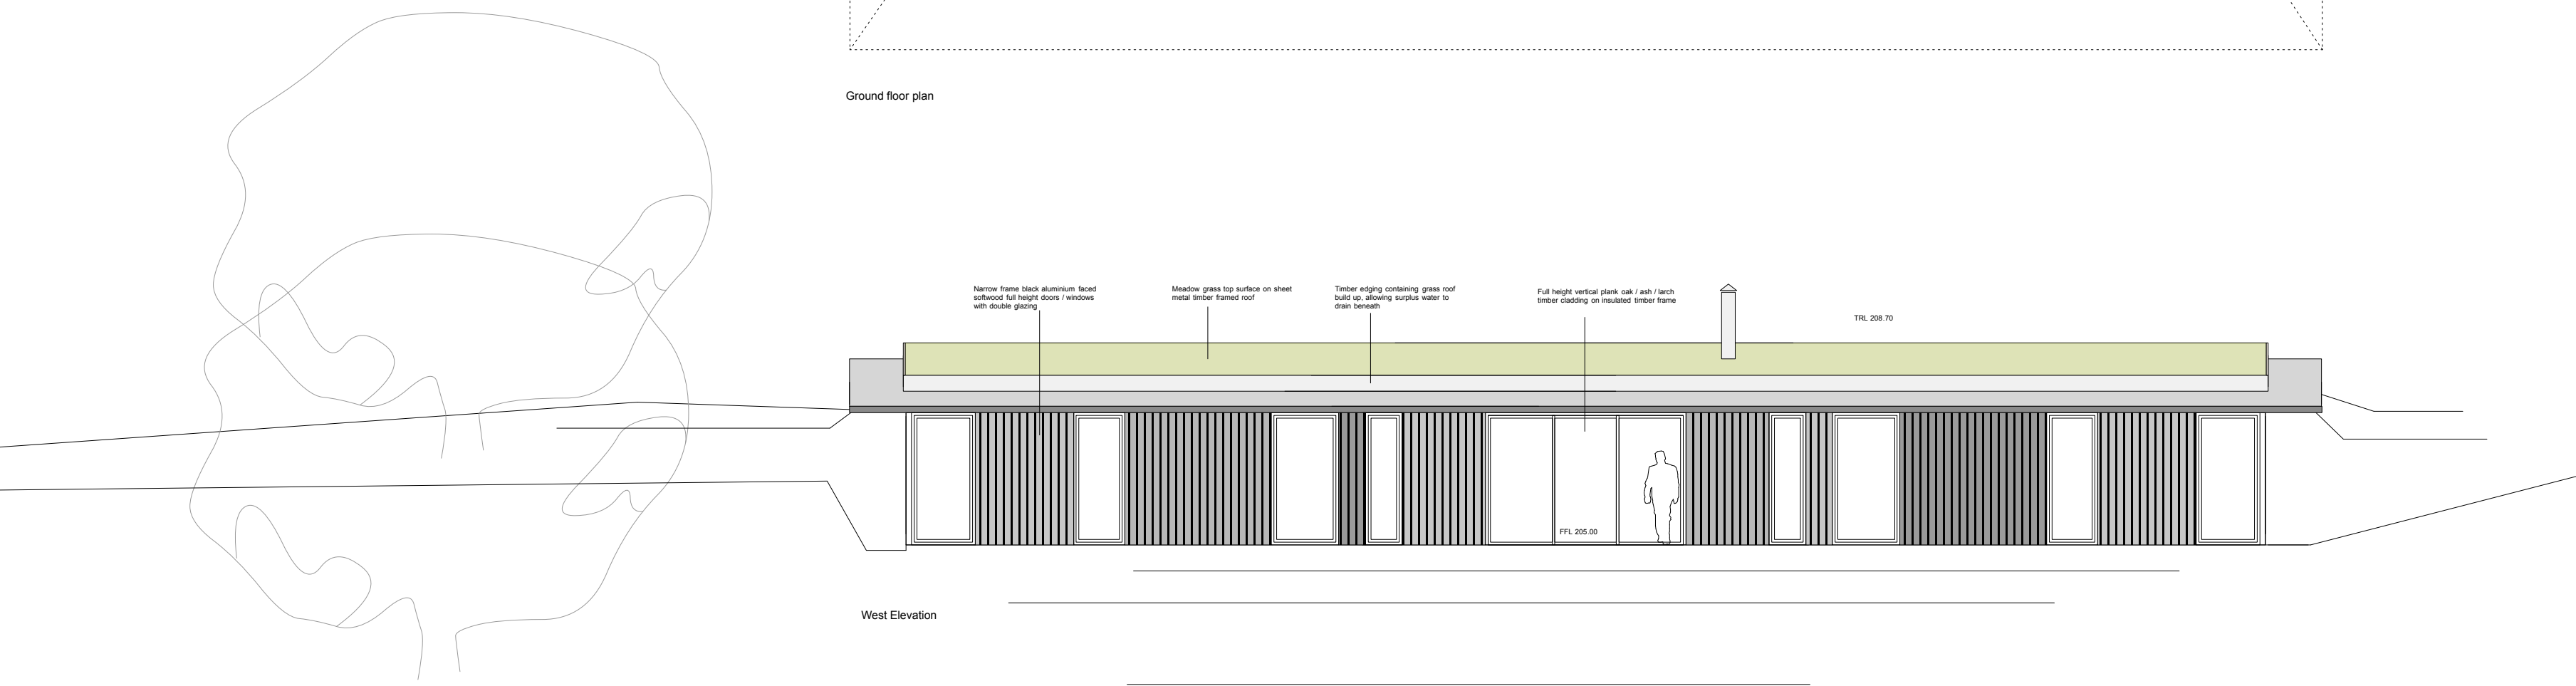 Ground floor plan
Narrow frame black aluminium faced
softwood full height doors / windows
with double glazing
Meadow grass top surface on sheet
metal timber framed roof
Timber edging containing grass roof
build up, allowing surplus water to
drain beneath
Full height vertical plank oak / ash / larch
timber cladding on insulated timber frame
TRL 208.70
FFL 205.00
West Elevation